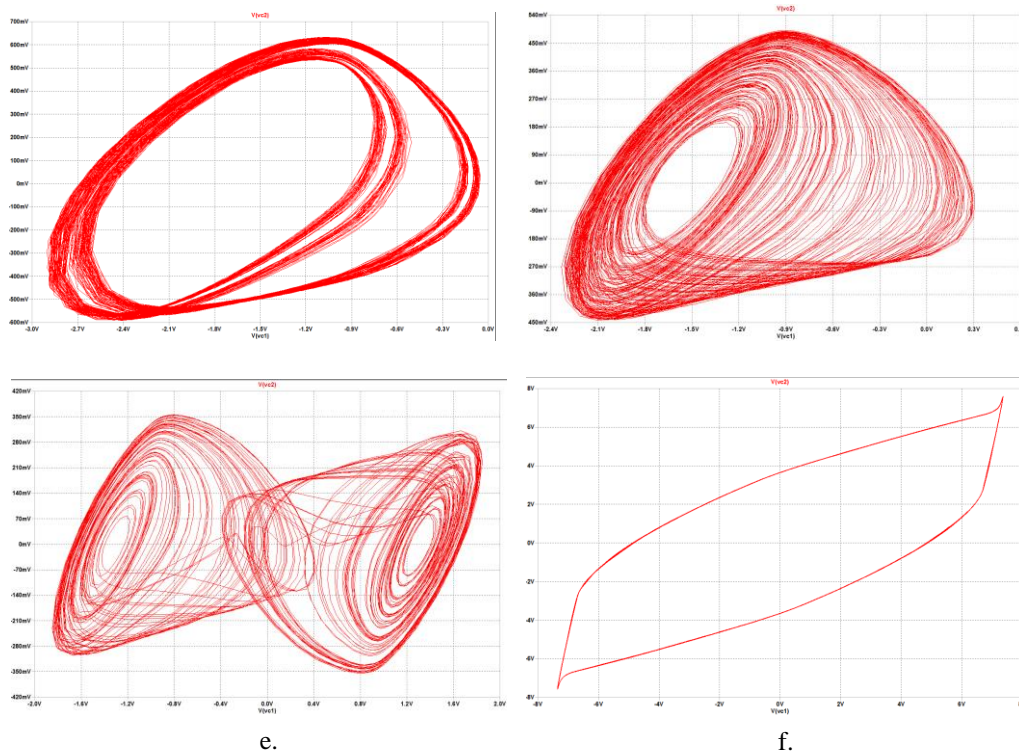 V(vc2)
700mV
600mV
500mV
400mV
300mV
200mV
100mV
0mV
-100mV
-200mV
-300mV
-400mV
-500mV
-600mV
-3.0V -2.7V -2.4V -2.1V -1.8V -1.5V -1.2V -0.9V -0.6V -0.3V 0.0V
V(vc1)
V(vc2)
540mV
450mV
360mV
270mV
180mV
90mV
0mV
-90mV
180mV
270mV
360mV
450mV
-2.4V -2.1V -1.8V -1.5V -1.2V -0.9V -0.6V -0.3V 0.0V 0.3V
V(vc1)
V(vc2)
420mV
350mV
280mV
210mV
140mV
70mV
0mV
-70mV
-140mV
-210mV
-280mV
-350mV
-420mV
-2.0V -1.6V -1.2V -0.8V -0.4V 0.0V 0.4V 0.8V 1.2V 1.6V 2.0V
V(vc1)
e.
V(vc2)
8V
6V
4V
2V
0V
-2V
-4V
-6V
-8V
-8V -6V -4V -2V 0V 2V 4V 6V
V(vc1)
f.